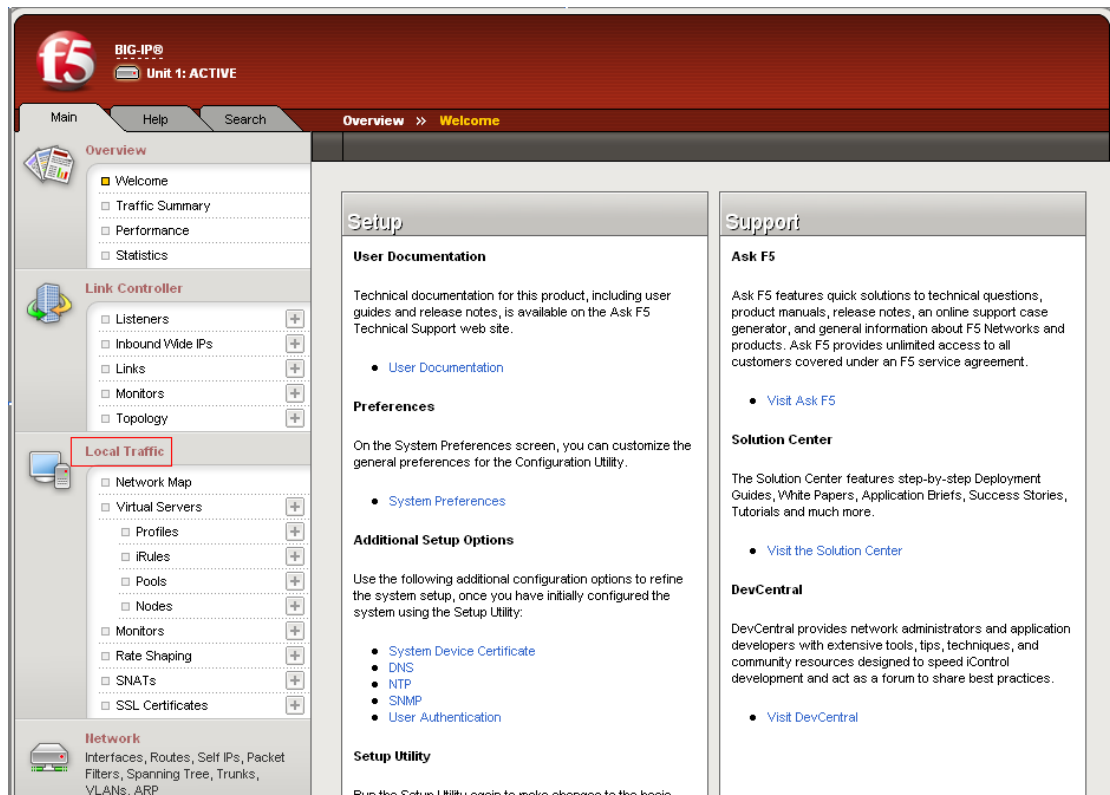 f5
BIG-IP®
Unit 1: ACTIVE
Main
Help
Search
Overview » Welcome
Overview
Welcome
Traffic Summary
Performance
Statistics
Link Controller
Listeners
Inbound Wide IPs
Links
Monitors
Topology
Local Traffic
Network Map
Virtual Servers
Profiles
iRules
Pools
Nodes
Monitors
Rate Shaping
SNATs
SSL Certificates
Network
Interfaces, Routes, Self IPs, Packet
Filters, Spanning Tree, Trunks,
VLANs, ARP
Setup
User Documentation
Technical documentation for this product, including user
guides and release notes, is available on the Ask F5
Technical Support web site.
User Documentation
Preferences
On the System Preferences screen, you can customize the
general preferences for the Configuration Utility.
System Preferences
Additional Setup Options
Use the following additional configuration options to refine
the system setup, once you have initially configured the
system using the Setup Utility:
System Device Certificate
DNS
NTP
SNMP
User Authentication
Setup Utility
Run the Setup Utility again to make changes to the basic
Support
Ask F5
Ask F5 features quick solutions to technical questions,
product manuals, release notes, an online support case
generator, and general information about F5 Networks and
products. Ask F5 provides unlimited access to all
customers covered under an F5 service agreement.
Visit Ask F5
Solution Center
The Solution Center features step-by-step Deployment
Guides, White Papers, Application Briefs, Success Stories,
Tutorials and much more.
Visit the Solution Center
DevCentral
DevCentral provides network administrators and application
developers with extensive tools, tips, techniques, and
community resources designed to speed iControl
development and act as a forum to share best practices.
Visit DevCentral